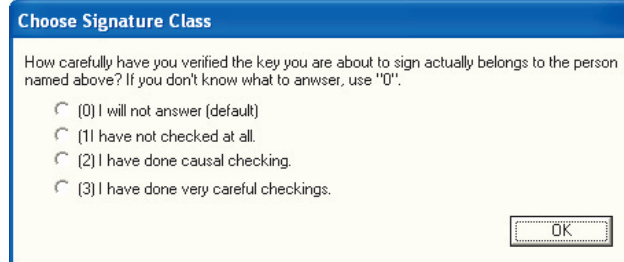 Choose Signature Class
How carefully have you verified the key you are about to sign actually belongs to the person
named above? If you don't know what to anwser, use "0".
(0) I will not answer (default)
(1I have not checked at all.
(2) I have done causal checking.
(3) I have done very careful checkings.
OK